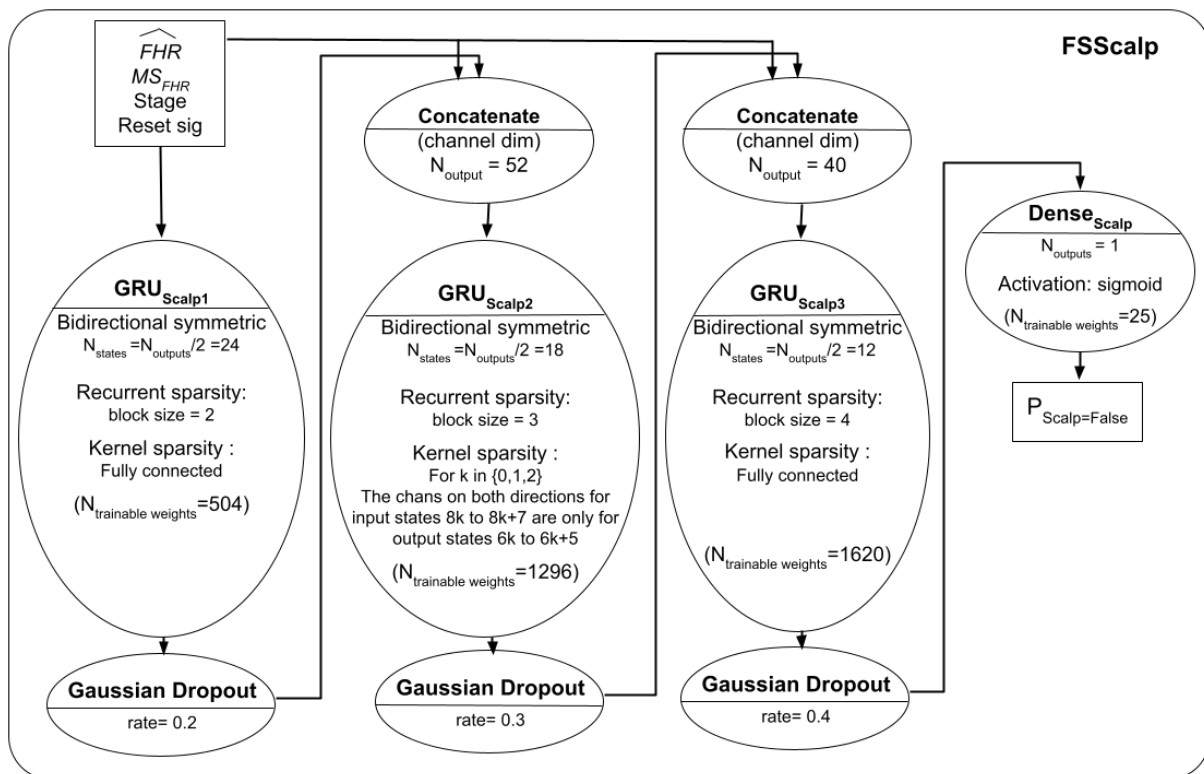 FSScalp
FHR
MS_FHR
Stage
Reset sig
GRU_Scalp1
Bidirectional symmetric
N_states =N_outputs/2 =24
Recurrent sparsity:
block size = 2
Kernel sparsity :
Fully connected
(N_trainable weights=504)
Gaussian Dropout
rate= 0.2
Concatenate
(channel dim)
N_output = 52
GRU_Scalp2
Bidirectional symmetric
N_states =N_outputs/2 =18
Recurrent sparsity:
block size = 3
Kernel sparsity :
For k in {0,1,2}
The chans on both directions for
input states 8k to 8k+7 are only for
output states 6k to 6k+5
(N_trainable weights=1296)
Gaussian Dropout
rate= 0.3
Concatenate
(channel dim)
N_output = 40
GRU_Scalp3
Bidirectional symmetric
N_states =N_outputs/2 =12
Recurrent sparsity:
block size = 4
Kernel sparsity :
Fully connected
(N_trainable weights=1620)
Gaussian Dropout
rate= 0.4
Dense_Scalp
N_outputs = 1
Activation: sigmoid
(N_trainable weights=25)
P_Scalp=False